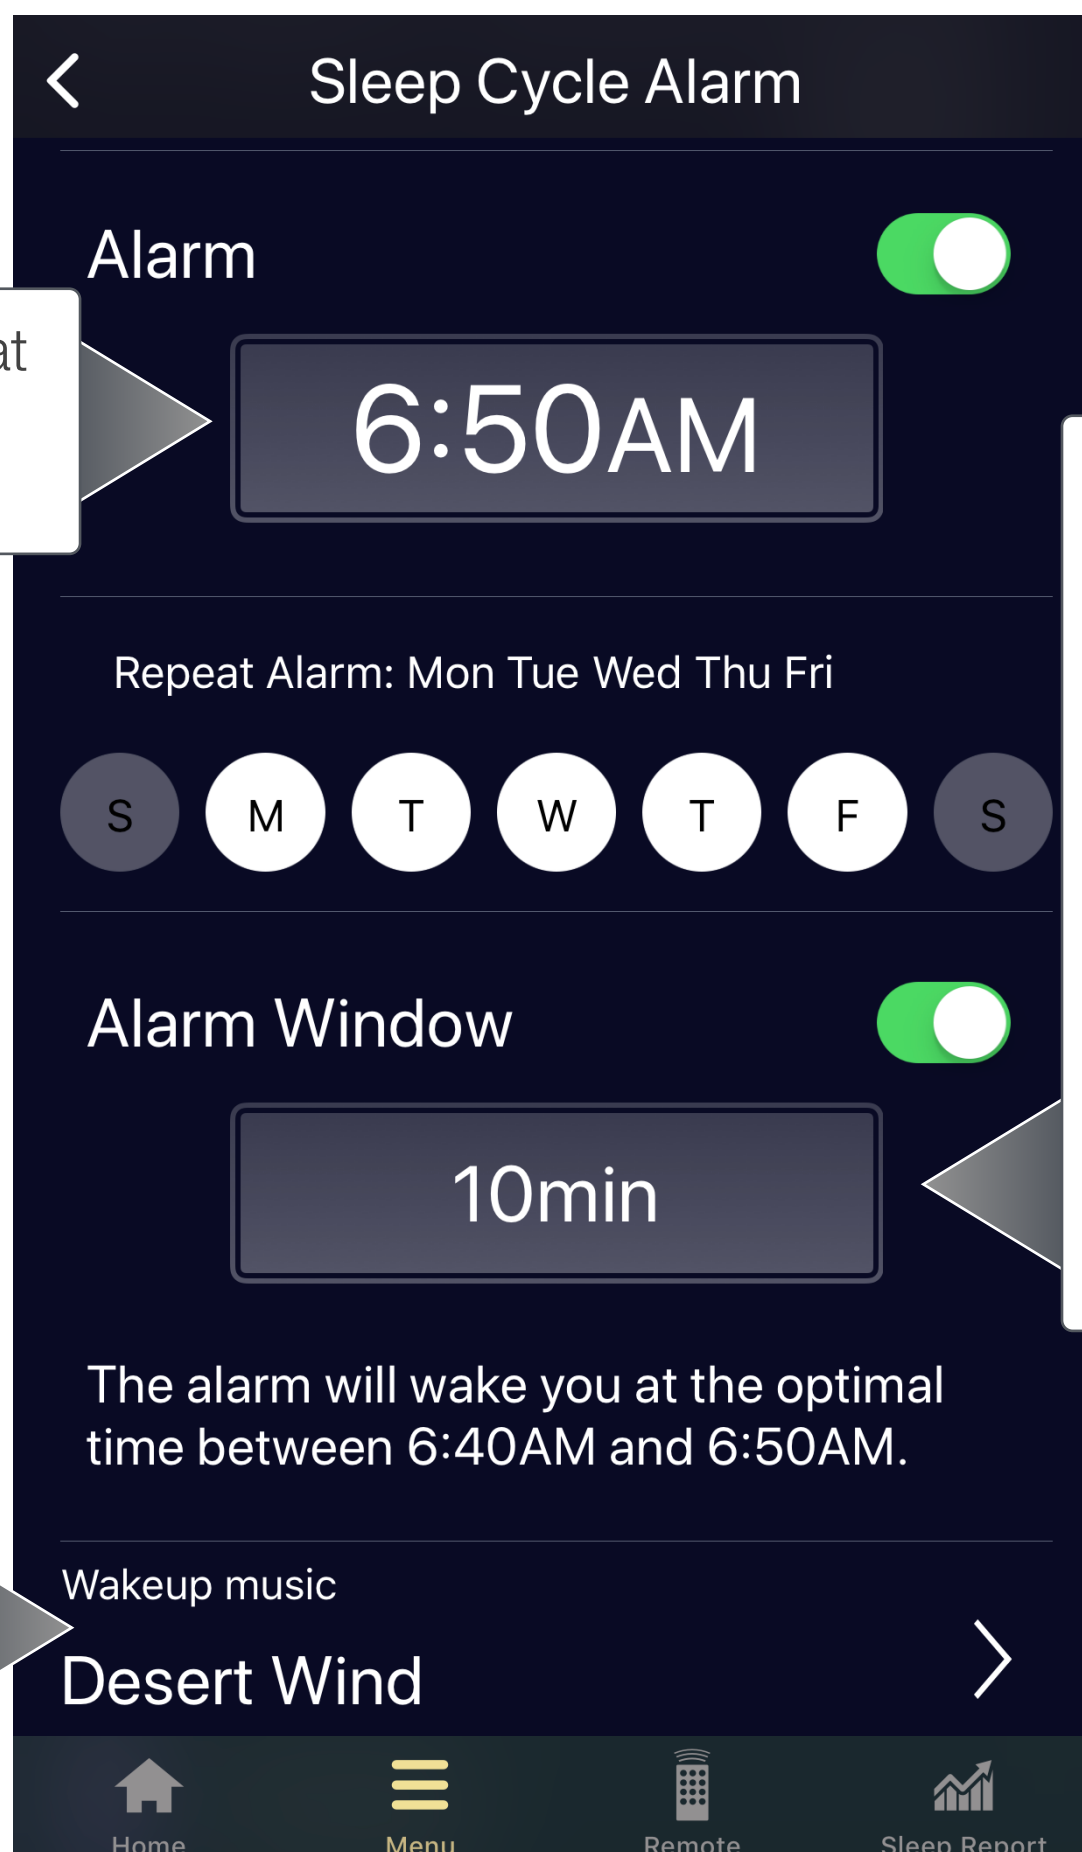 Sleep Cycle Alarm
Alarm
at
6:50AM
Repeat Alarm: Mon Tue Wed Thu Fri
S M T W T F S
Alarm Window
10min
The alarm will wake you at the optimal
time between 6:40AM and 6:50AM.
Wakeup music
Desert Wind
Home Menu Remote Sleep Report